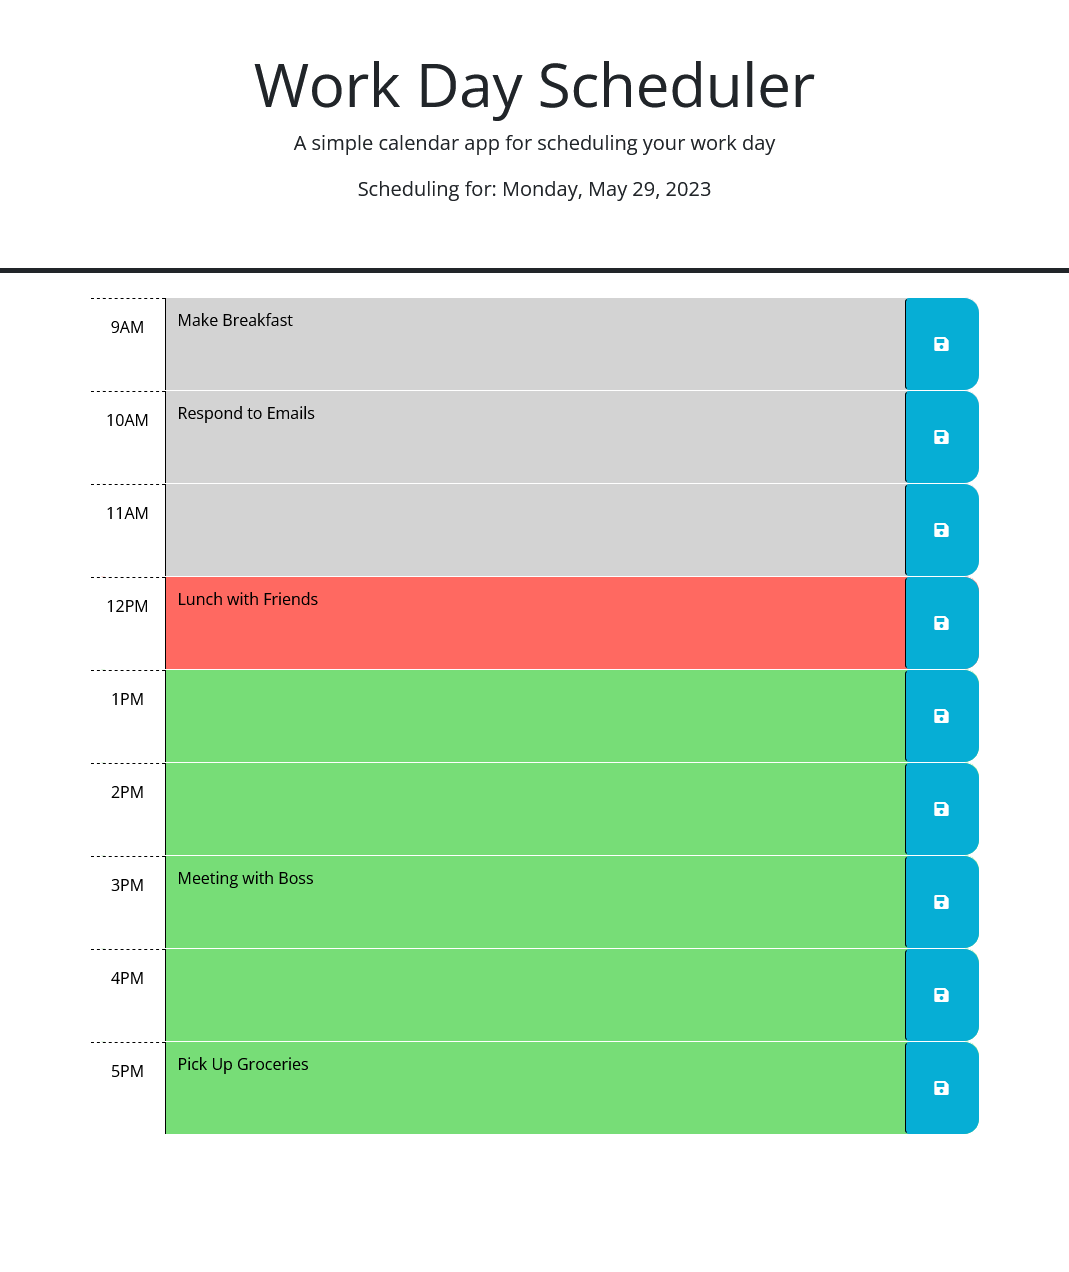 Work Day Scheduler
A simple calendar app for scheduling your work day
Scheduling for: Monday, May 29, 2023
9AM
Make Breakfast
10AM
Respond to Emails
11AM
12PM
Lunch with Friends
1PM
2PM
3PM
Meeting with Boss
4PM
5PM
Pick Up Groceries